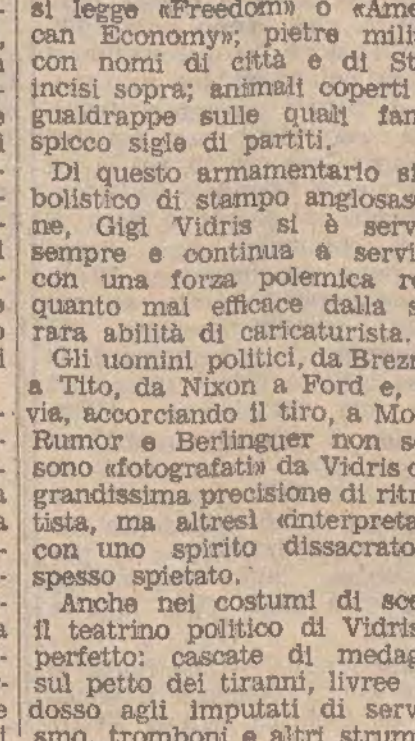 si legge «Freedom» o «Ame
can Economy»; pietre mili
con nomi di città e di St
incisi sopra; animali coperti
gualdrappe sulle quali fan
spicco sigle di partiti.
Di questo armamentario si
bolistico di stampo anglosas
ne, Gigi Vidris si è serv
sempre e continua a servi
con una forza polemica re
quanto mai efficace dalla s
rara abilità di caricaturista.
Gli uomini politici, da Brezn
a Tito, da Nixon a Ford e,
via, accorciando il tiro, a Mo
Rumor e Berlinguer non so
sono «fotografati» da Vidris c
grandissima precisione di ritr
tista, ma altresì «interpreta
con uno spirito dissacrato
spesso spietato.
Anche nei costumi di sce
il teatrino politico di Vidris
perfetto: cascate di medag
sul petto dei tiranni, livree
dosso agli imputati di serv
smo, tromboni e altri strum